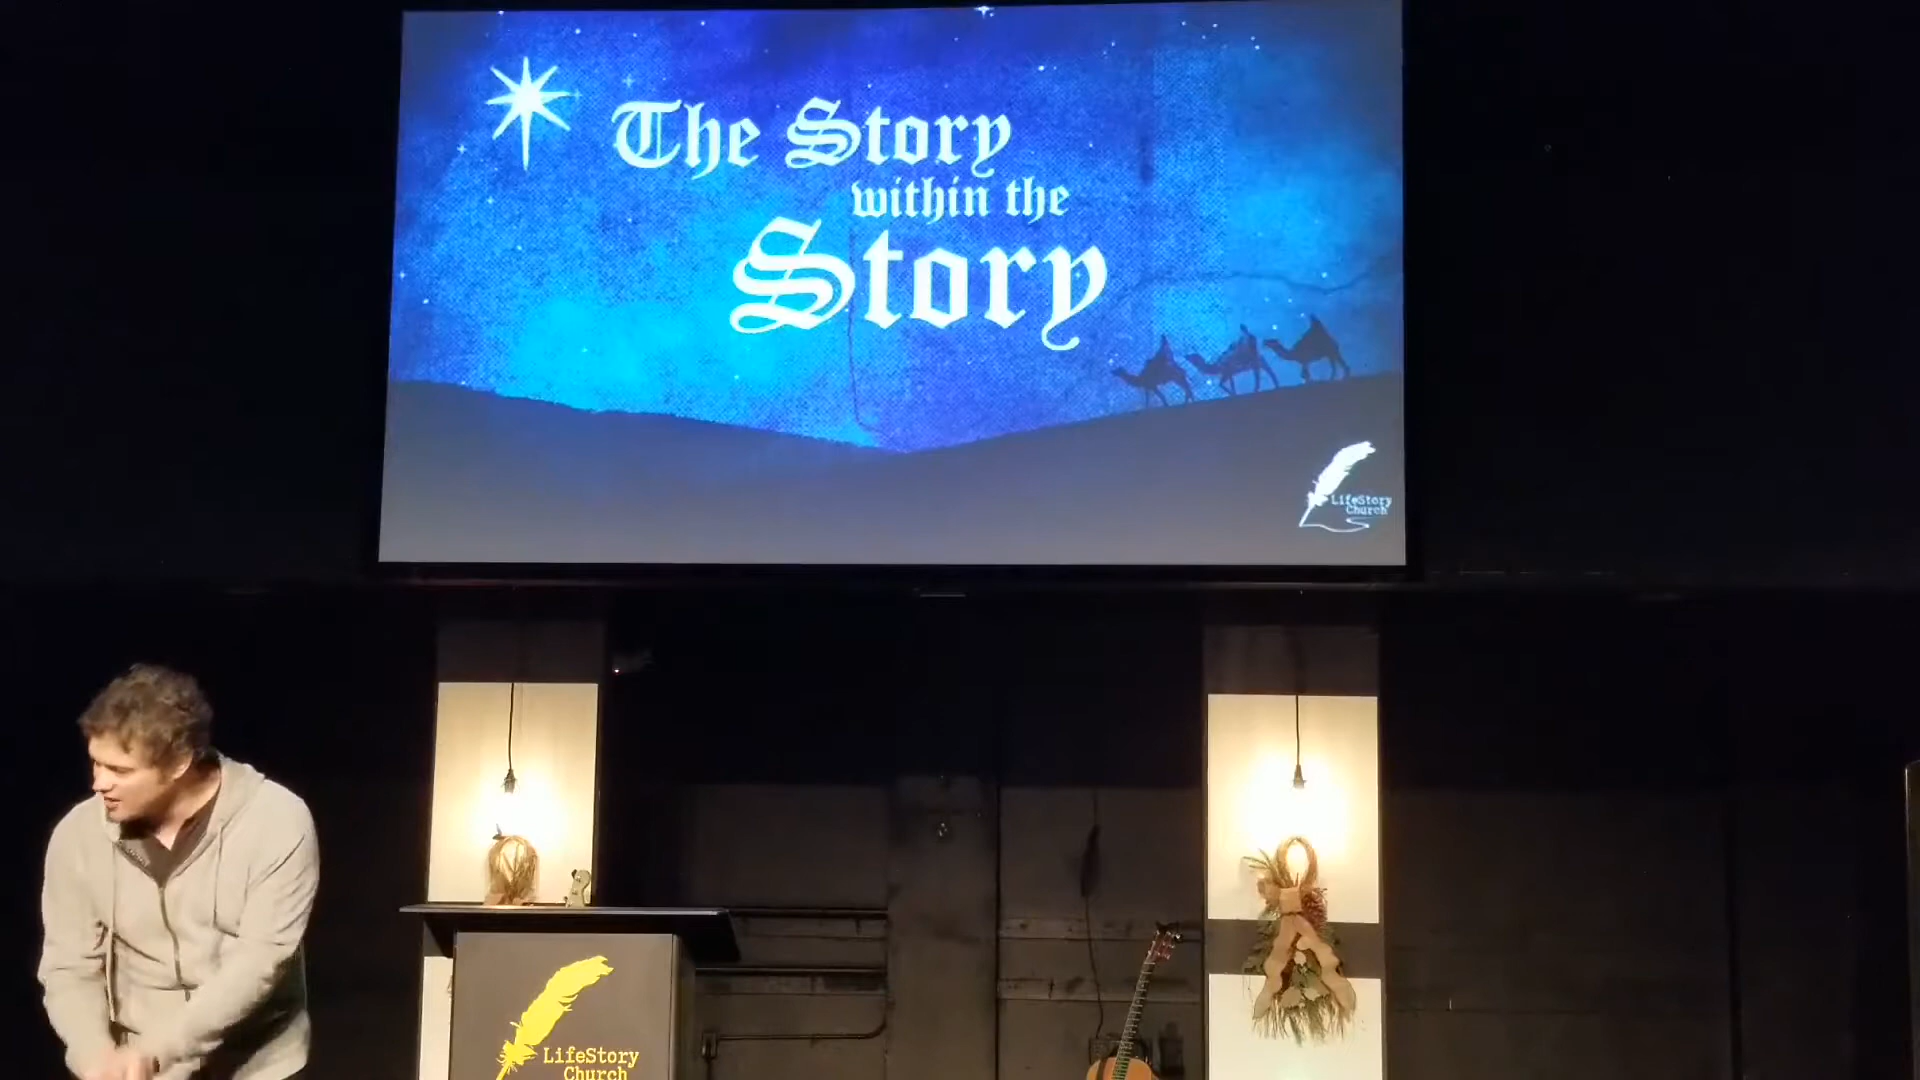 The Story
within the
Story
LifeStory
Church
LifeStory
Church